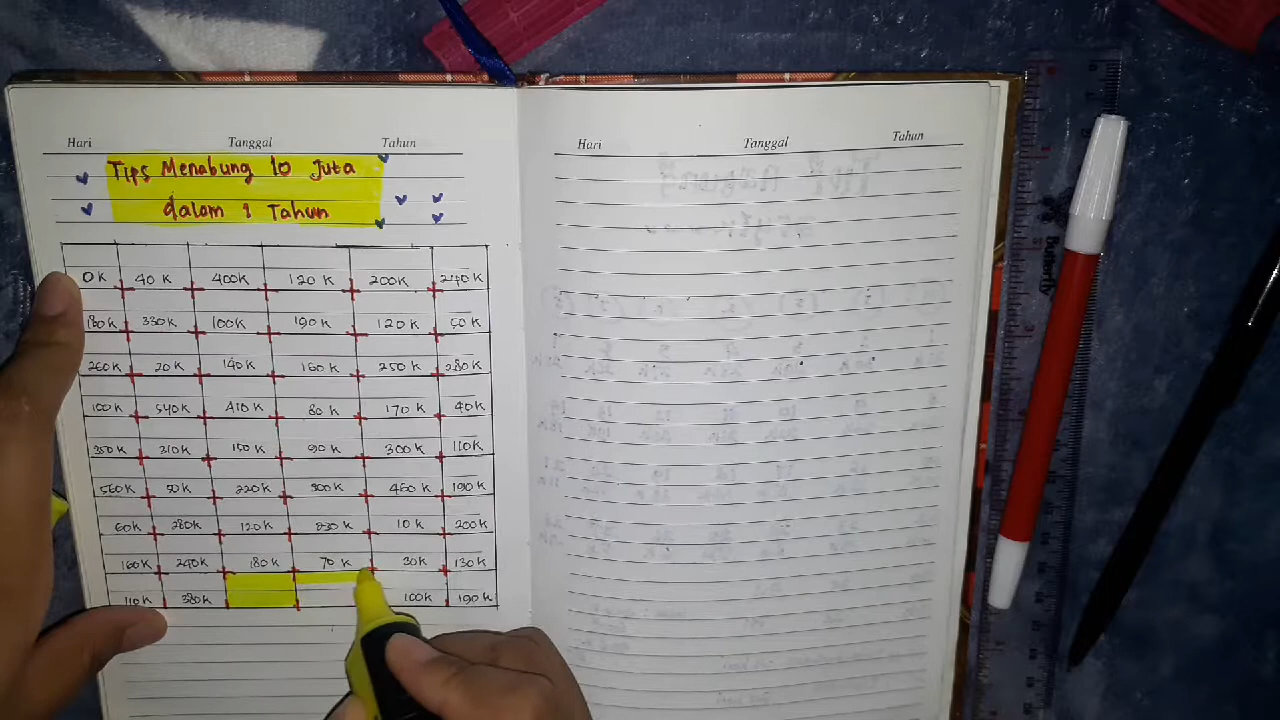 Hari Tanggal Tahun
Tips Menabung 10 Juta
dalam 1 Tahun
0K 40K 400K 120K 200K 240K
180K 330K 100K 190K 120K 50K
260K 20K 140K 150K 250K 280K
100K 540K 410K 80K 170K 40K
350K 310K 150K 90K 300K 110K
560K 50K 220K 300K 460K 190K
60K 280K 120K 10K 200K
160K 240K 180K 70K 30K 130K
110K 380K 100K 190K
Hari Tanggal Tahun
Butterfly